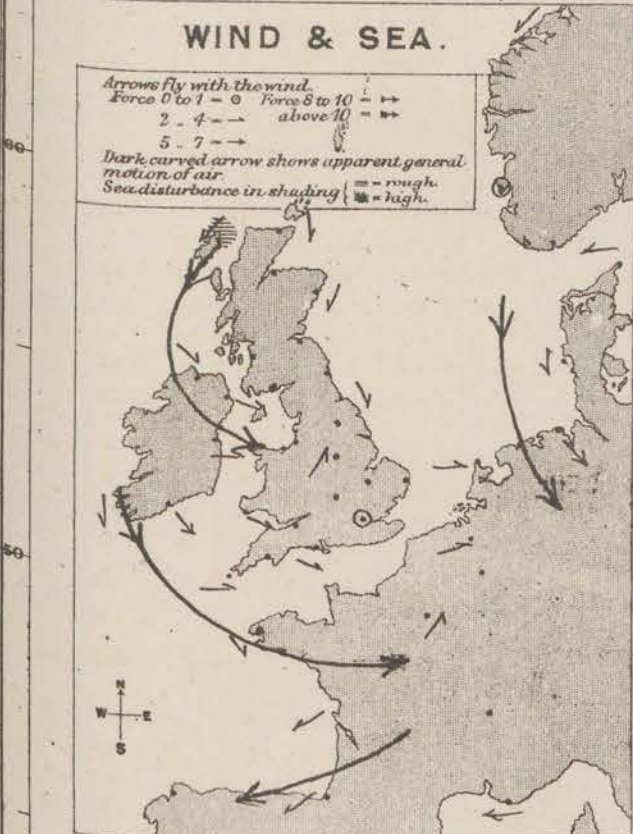 WIND & SEA.
Arrows fly with the wind.
Force 0 to 1 = ⊙ Force 8 to 10 = ↦
2 .. 4 = ⇀ above 10 = ⤅
5 .. 7 = →
Dark curved arrow shows apparent general
motion of air.
Sea disturbance in shading { = rough.
= high.
60
50
N
W E
S